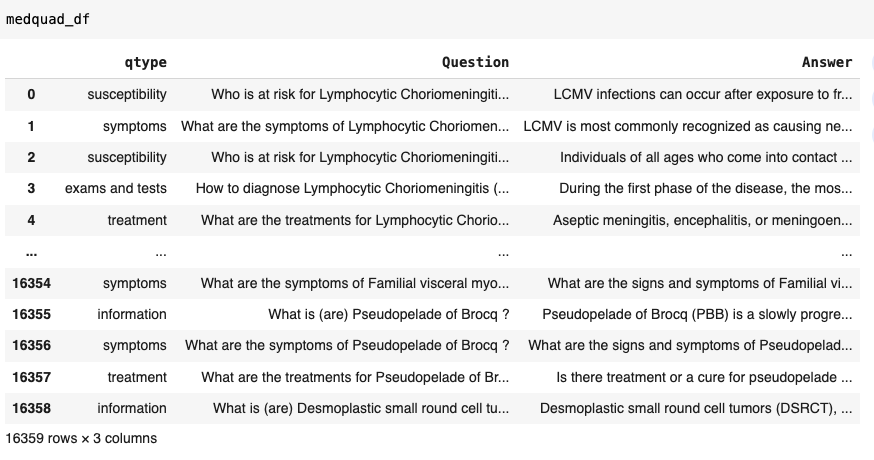 medquad_df
qtype Question Answer
0 susceptibility Who is at risk for Lymphocytic Choriomeningiti... LCMV infections can occur after exposure to fr...
1 symptoms What are the symptoms of Lymphocytic Choriomen... LCMV is most commonly recognized as causing ne...
2 susceptibility Who is at risk for Lymphocytic Choriomeningiti... Individuals of all ages who come into contact ...
3 exams and tests How to diagnose Lymphocytic Choriomeningitis (... During the first phase of the disease, the mos...
4 treatment What are the treatments for Lymphocytic Chorio... Aseptic meningitis, encephalitis, or meningoen...
... ... ... ...
16354 symptoms What are the symptoms of Familial visceral myo... What are the signs and symptoms of Familial vi...
16355 information What is (are) Pseudopelade of Brocq ? Pseudopelade of Brocq (PBB) is a slowly progre...
16356 symptoms What are the symptoms of Pseudopelade of Brocq ? What are the signs and symptoms of Pseudopelad...
16357 treatment What are the treatments for Pseudopelade of Br... Is there treatment or a cure for pseudopelade ...
16358 information What is (are) Desmoplastic small round cell tu... Desmoplastic small round cell tumors (DSRCT), ...
16359 rows × 3 columns